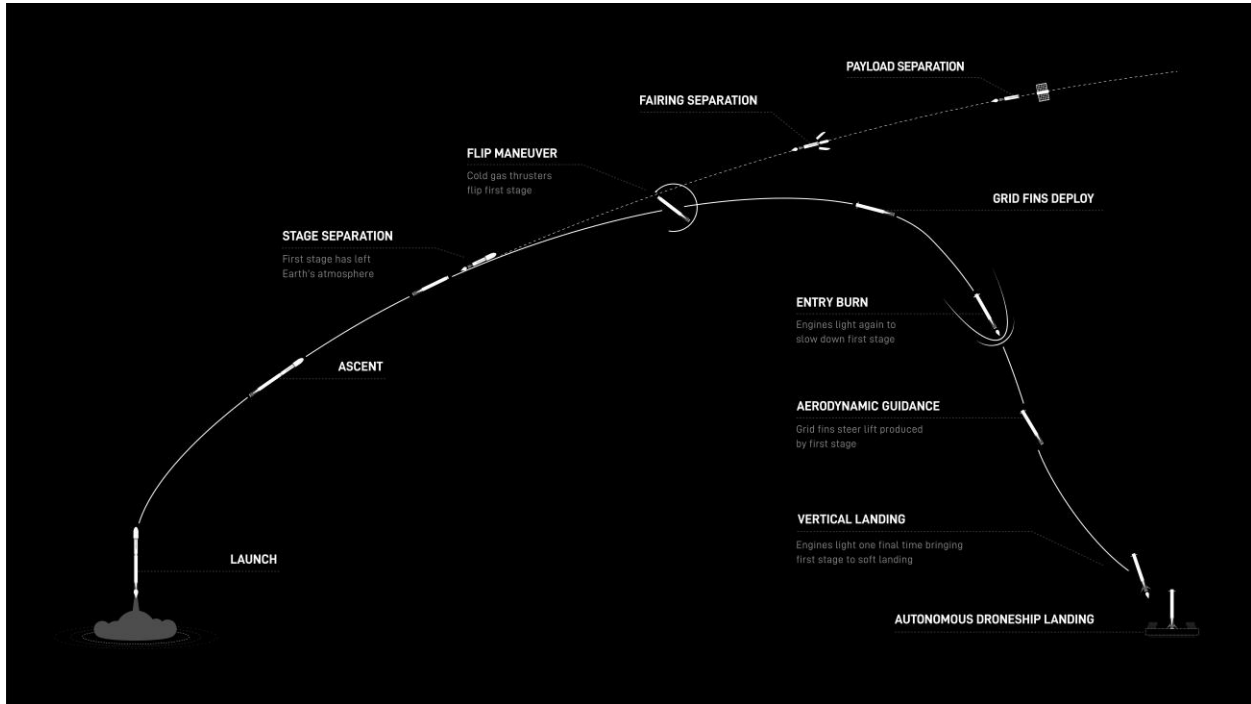 PAYLOAD SEPARATION
FAIRING SEPARATION
FLIP MANEUVER
Cold gas thrusters
flip first stage
GRID FINS DEPLOY
STAGE SEPARATION
First stage has left
Earth's atmosphere
ENTRY BURN
Engines light again to
slow down first stage
ASCENT
AERODYNAMIC GUIDANCE
Grid fins steer lift produced
by first stage
VERTICAL LANDING
Engines light one final time bringing
first stage to soft landing
LAUNCH
AUTONOMOUS DRONESHIP LANDING